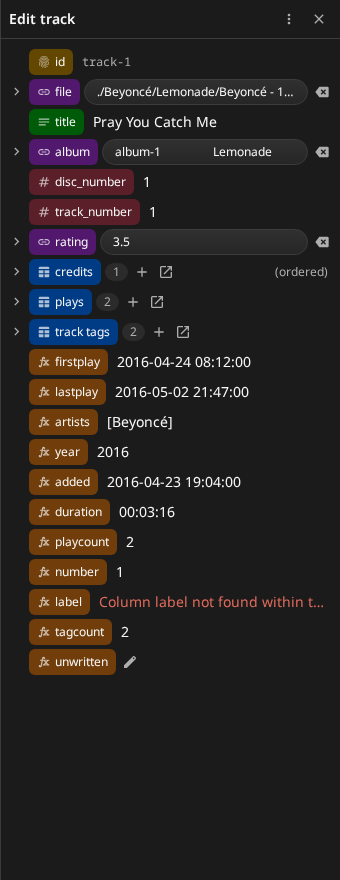 Edit track
id track-1
file ./Beyoncé/Lemonade/Beyoncé - 1...
title Pray You Catch Me
album album-1 Lemonade
disc_number 1
track_number 1
rating 3.5
credits 1 (ordered)
plays 2
track tags 2
firstplay 2016-04-24 08:12:00
lastplay 2016-05-02 21:47:00
artists [Beyoncé]
year 2016
added 2016-04-23 19:04:00
duration 00:03:16
playcount 2
number 1
label Column label not found within t...
tagcount 2
unwritten